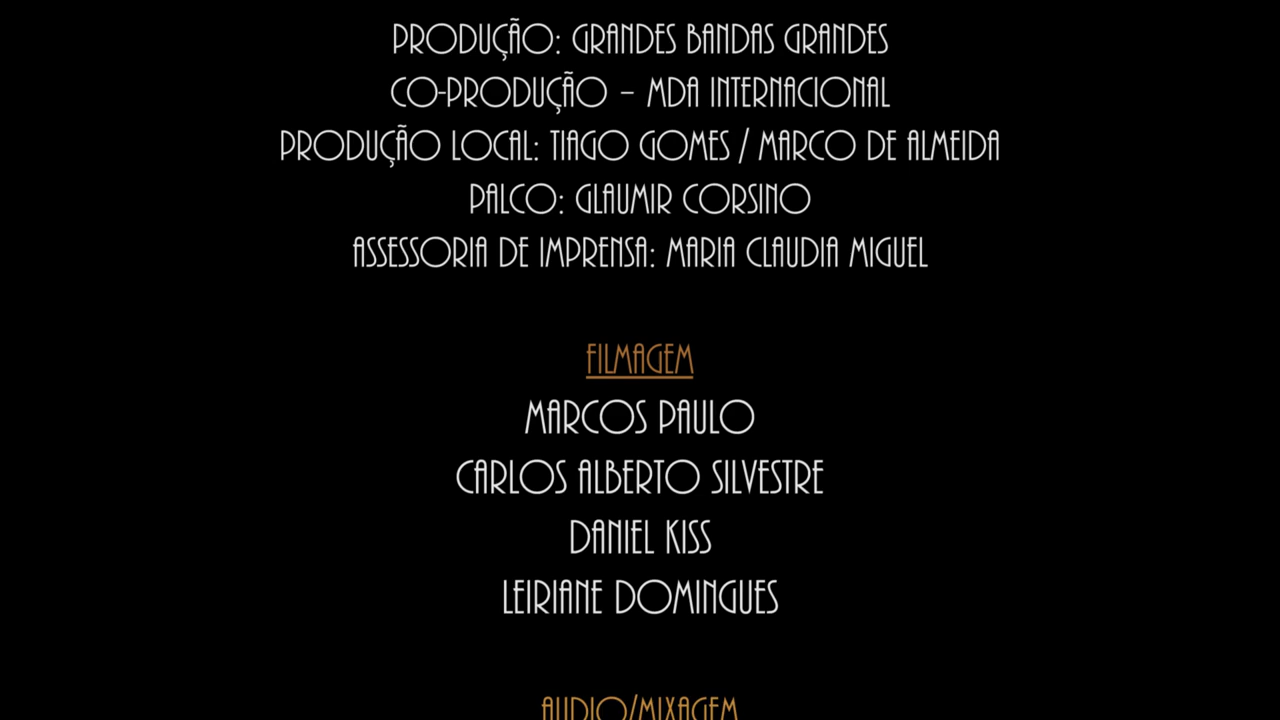 PRODUÇÃO: GRANDES BANDAS GRANDES
CO-PRODUÇÃO – MDA INTERNACIONAL
PRODUÇÃO LOCAL: TIAGO GOMES / MARCO DE ALMEIDA
PALCO: GLAUMIR CORSINO
ASSESSORIA DE IMPRENSA: MARIA CLAUDIA MIGUEL
FILMAGEM
MARCOS PAULO
CARLOS ALBERTO SILVESTRE
DANIEL KISS
LEIRIANE DOMINGUES
AUDIO/MIXAGEM